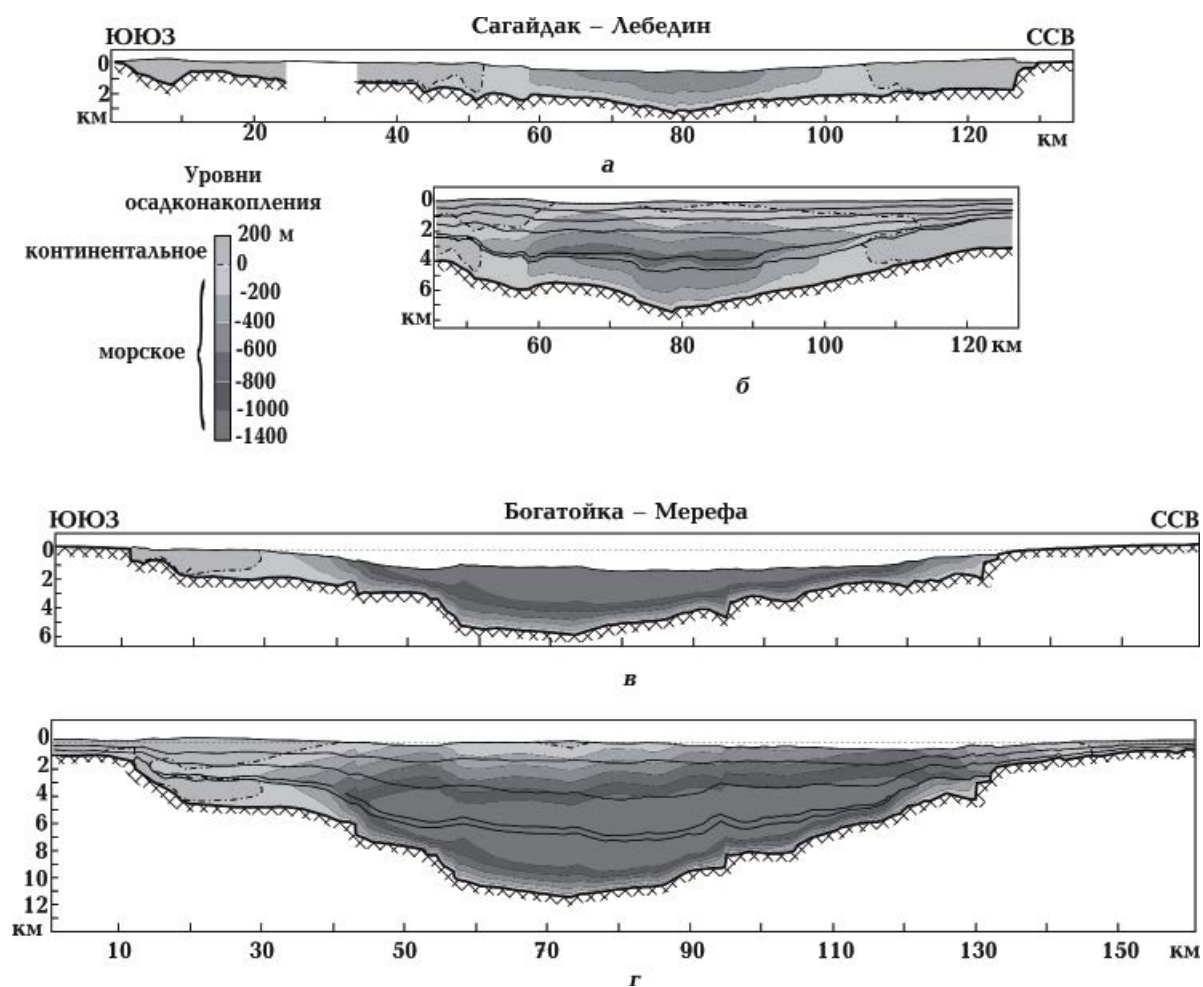 Сагайдак – Лебедин
ЮЮЗ
ССВ
0
2
км
20
40
60
80
100
120
км
а
Уровни
осадконакопления
континентальное
морское
200 м
0
-200
-400
-600
-800
-1000
-1400
0
2
4
6
км
60
80
100
120 км
б
Богатойка – Мерефа
ЮЮЗ
ССВ
0
2
4
6
в
0
2
4
6
8
10
12
км
10
30
50
70
90
110
130
150
км
г